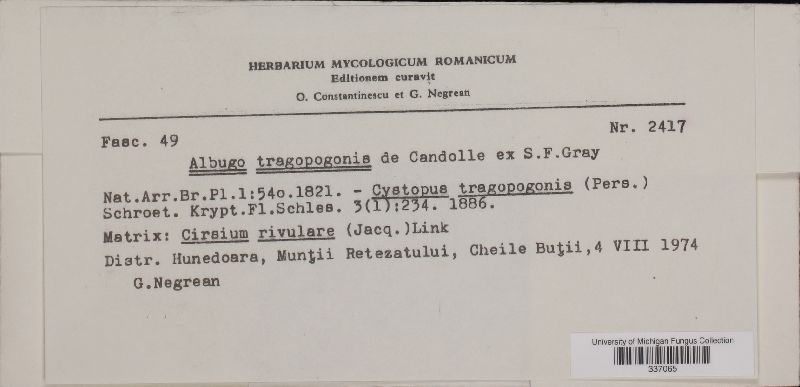 HERBARIUM MYCOLOGICUM ROMANICUM
Editionem curavit
O. Constantinescu et G. Negrean
Fasc. 49
Nr. 2417
Albugo tragopogonis de Candolle ex S.F.Gray
Nat.Arr.Br.Pl.1:54o.1821. - Cystopus tragopogonis (Pers.)
Schroet. Krypt.Fl.Schles. 3(1):234. 1886.
Matrix: Cirsium rivulare (Jacq.)Link
Distr. Hunedoara, Munţii Retezatului, Cheile Buţii,4 VIII 1974
G.Negrean
University of Michigan Fungus Collection
337065